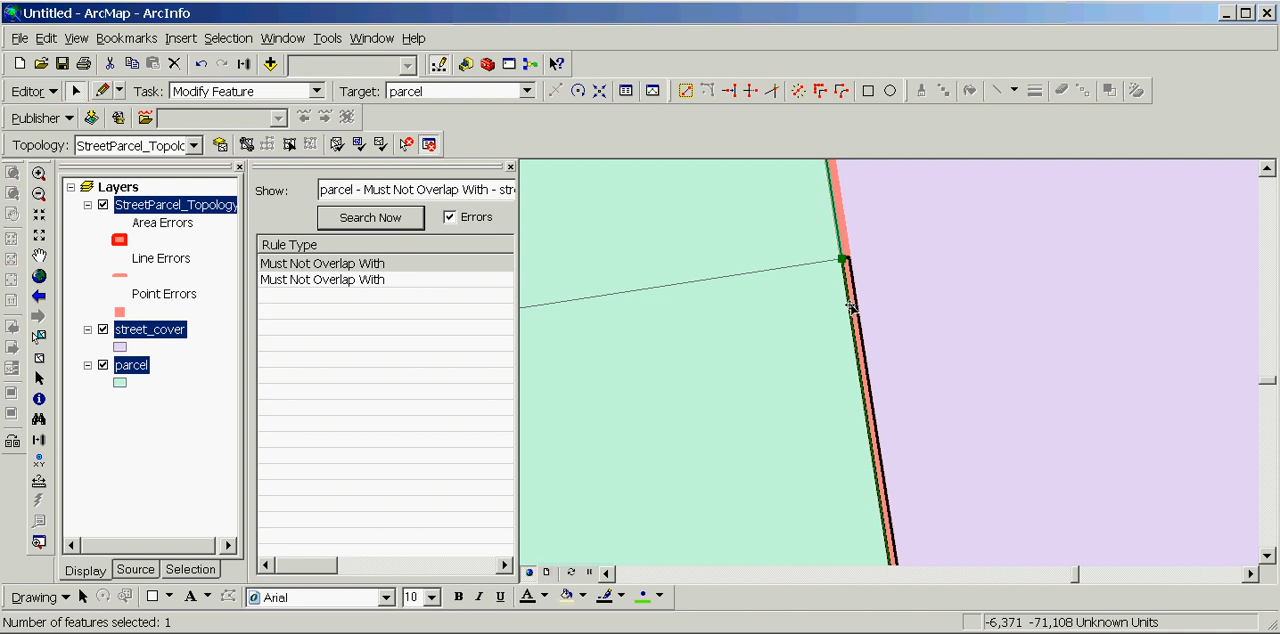 Untitled - ArcMap - ArcInfo
File Edit View Bookmarks Insert Selection Window Tools Window Help
Editor Task: Modify Feature Target: parcel
Publisher
Topology: StreetParcel_Topolo
Layers
StreetParcel_Topology
Area Errors
Line Errors
Point Errors
street_cover
parcel
Show: parcel - Must Not Overlap With - stre
Search Now Errors
Rule Type
Must Not Overlap With
Must Not Overlap With
XY
Display Source Selection
Drawing A Arial 10 B I U A
Number of features selected: 1
-6,371 -71,108 Unknown Units